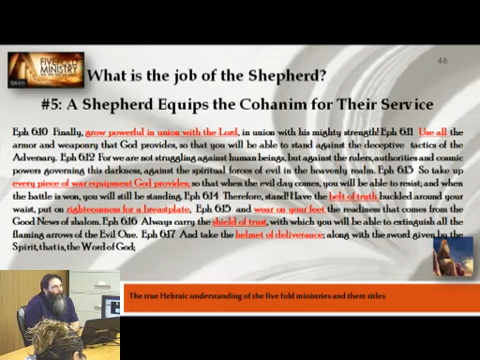 FIVEFOLD
MINISTRY
46
What is the job of the Shepherd?
#5: A Shepherd Equips the Cohanim for Their Service
Eph 6:10 Finally, grow powerful in union with the Lord, in union with his mighty strength! Eph 6:11 Use all the
armor and weaponry that God provides, so that you will be able to stand against the deceptive tactics of the
Adversary. Eph 6:12 For we are not struggling against human beings, but against the rulers, authorities and cosmic
powers governing this darkness, against the spiritual forces of evil in the heavenly realm. Eph 6:13 So take up
every piece of war equipment God provides; so that when the evil day comes, you will be able to resist; and when
the battle is won, you will still be standing. Eph 6:14 Therefore, stand! Have the belt of truth buckled around your
waist, put on righteousness for a breastplate, Eph 6:15 and wear on your feet the readiness that comes from the
Good News of shalom. Eph 6:16 Always carry the shield of trust, with which you will be able to extinguish all the
flaming arrows of the Evil One. Eph 6:17 And take the helmet of deliverance; along with the sword given by the
Spirit, that is, the Word of God;
The true Hebraic understanding of the five fold ministries and there titles